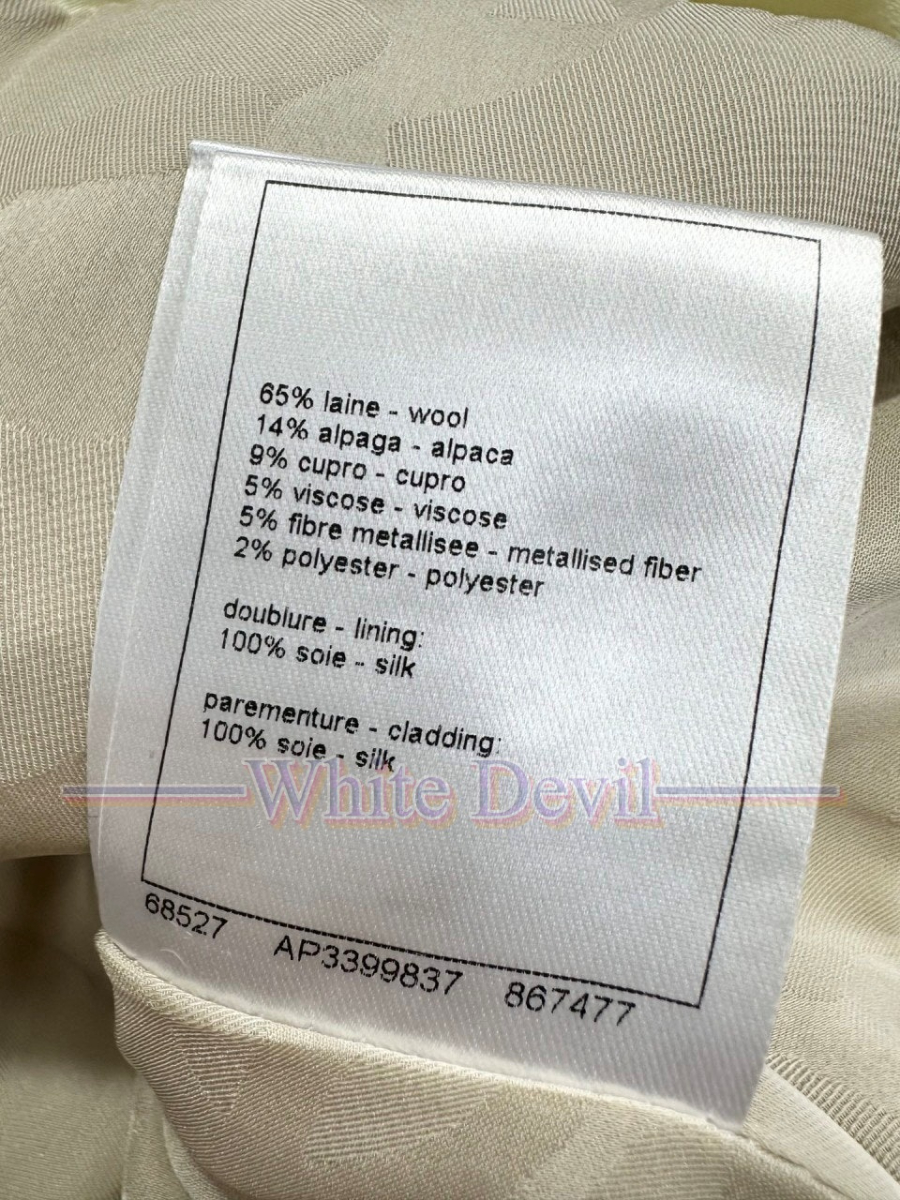 65% laine - wool
14% alpaga - alpaca
9% cupro - cupro
5% viscose - viscose
5% fibre metallisee - metallised fiber
2% polyester - polyester
doublure - lining:
100% soie - silk
parementure - cladding:
100% soie - silk
White Devil
68527 AP3399837 867477